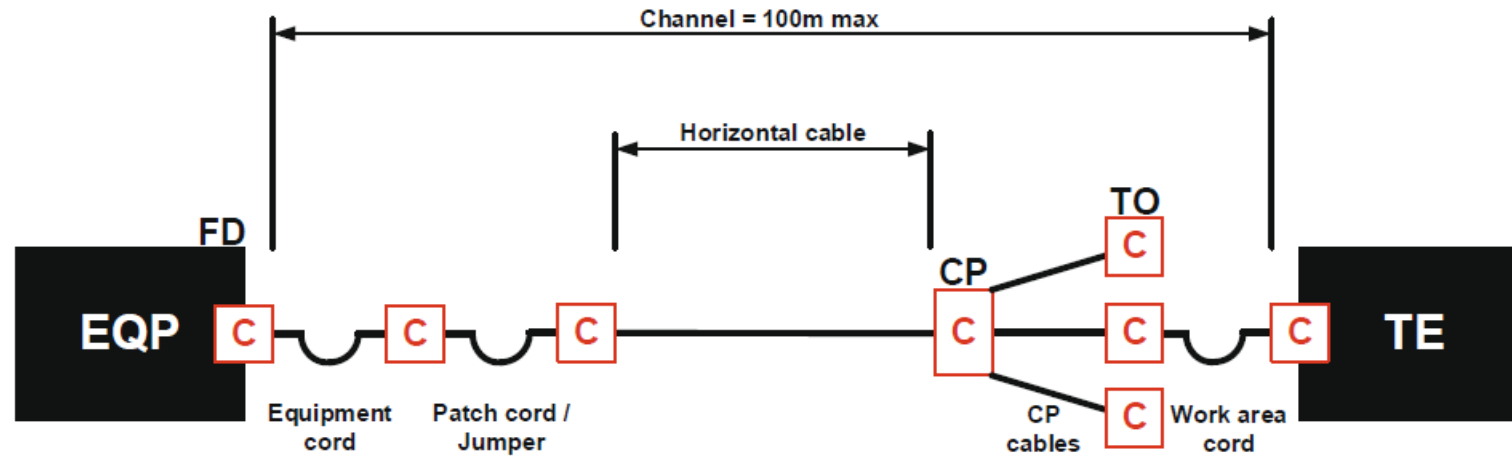 Channel = 100m max
Horizontal cable
TO
C
FD
CP
EQP
C
C
C
C
C
C
TE
C
Equipment
cord
Patch cord /
Jumper
CP
cables
Work area
cord